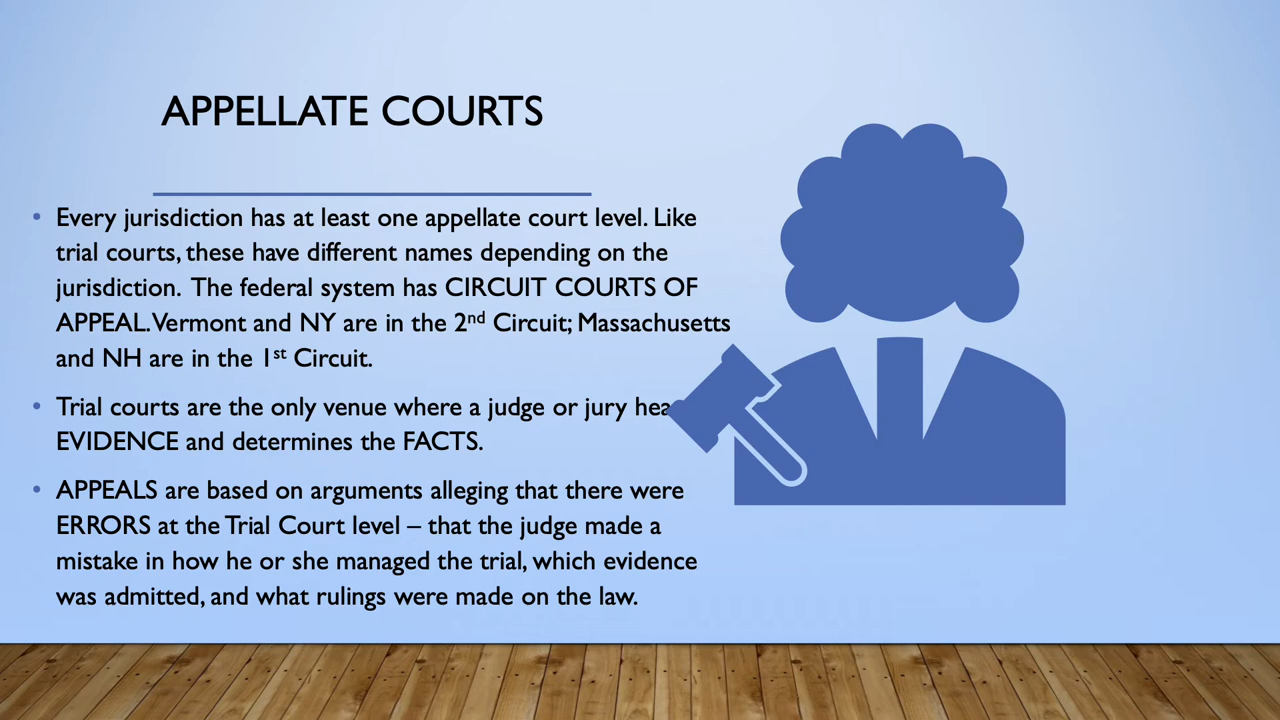 APPELLATE COURTS
• Every jurisdiction has at least one appellate court level. Like
trial courts, these have different names depending on the
jurisdiction. The federal system has CIRCUIT COURTS OF
APPEAL. Vermont and NY are in the 2nd Circuit; Massachusetts
and NH are in the 1st Circuit.
• Trial courts are the only venue where a judge or jury
EVIDENCE and determines the FACTS.
• APPEALS are based on arguments alleging that there were
ERRORS at the Trial Court level – that the judge made a
mistake in how he or she managed the trial, which evidence
was admitted, and what rulings were made on the law.